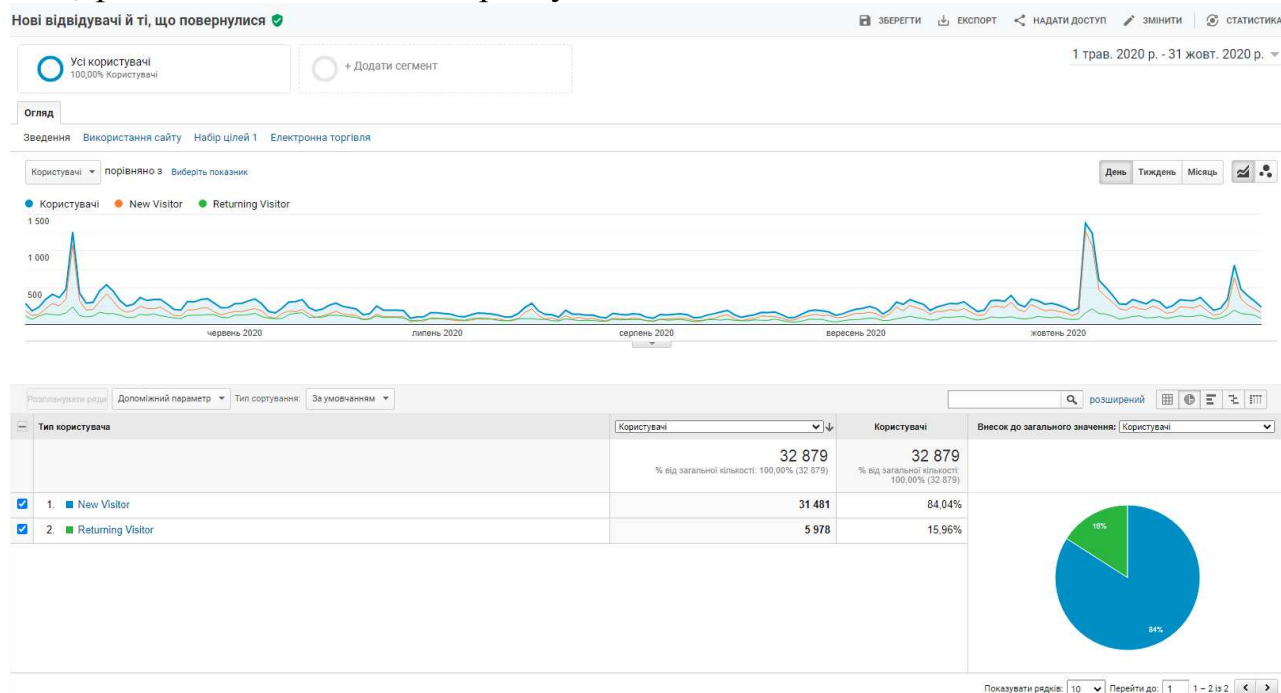 Нові відвідувачі й ті, що повернулися
ЗБЕРЕГТИ ЕКСПОРТ НАДАТИ ДОСТУП ЗМІНИТИ СТАТИСТИКА
Усі користувачі
100,00% Користувачі
+ Додати сегмент
1 трав. 2020 р. - 31 жовт. 2020 р.
Огляд
Зведення Використання сайту Набір цілей 1 Електронна торгівля
Користувачі порівняно з Виберіть показник
День Тиждень Місяць
Користувачі New Visitor Returning Visitor
1 500
1 000
500
червень 2020 липень 2020 серпень 2020 вересень 2020 жовтень 2020
Розпланувати ряди Допоміжний параметр Тип сортування: За умовчанням розширений
Тип користувача Користувачі Користувачі Внесок до загального значення: Користувачі
32 879 32 879
% від загальної кількості: 100,00% (32 879) % від загальної кількості:
100,00% (32 879)
1. New Visitor 31 481 84,04%
2. Returning Visitor 5 978 15,96%
16%
84%
Показувати рядків: 10 Перейти до: 1 1 – 2 із 2